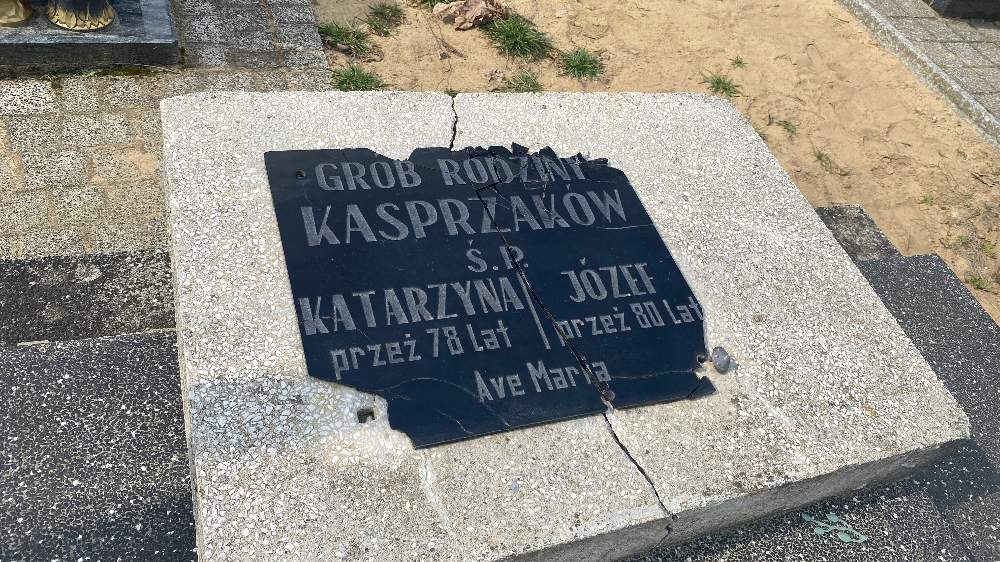 GROB RODZINY
KASPRZAKÓW
Ś.P.
KATARZYNA JÓZEF
przeż 78 lat przeż 80 lat
Ave Maria